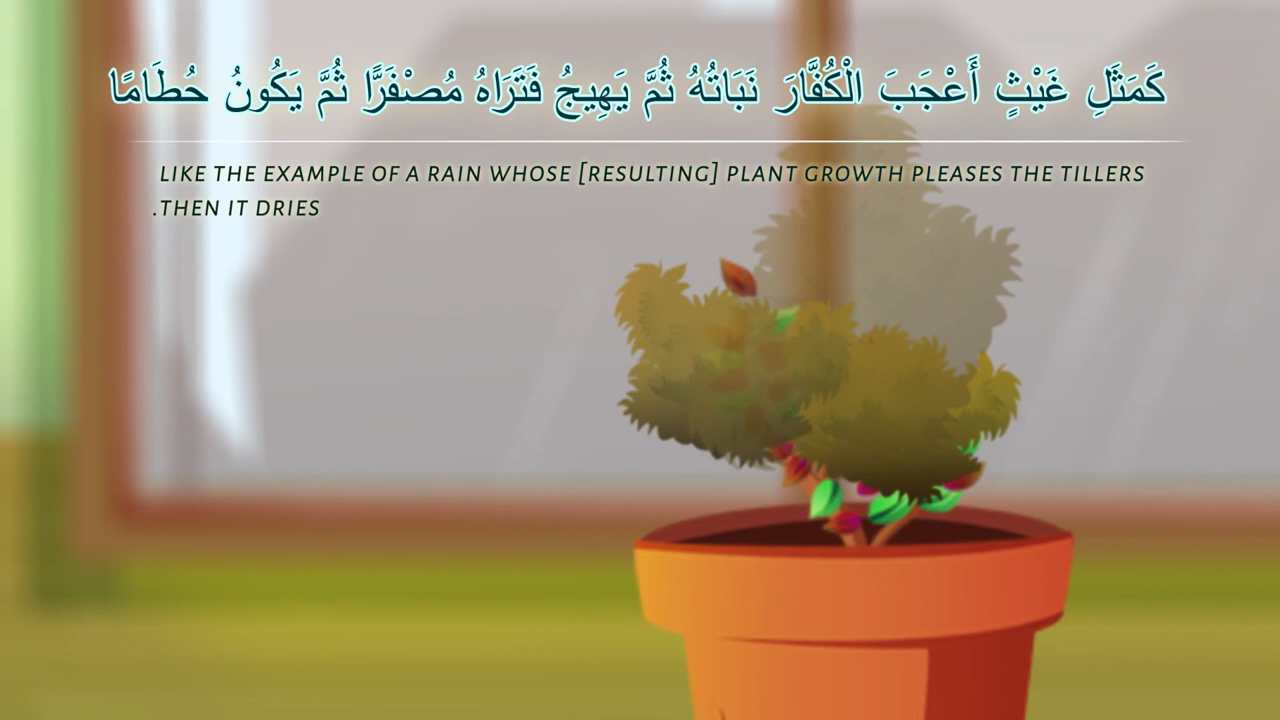 كَمَثَلِ غَيْثٍ أَعْجَبَ الْكُفَّارَ نَبَاتُهُ ثُمَّ يَهِيجُ فَتَرَاهُ مُصْفَرًّا ثُمَّ يَكُونُ حُطَامًا
LIKE THE EXAMPLE OF A RAIN WHOSE [RESULTING] PLANT GROWTH PLEASES THE TILLERS
.THEN IT DRIES